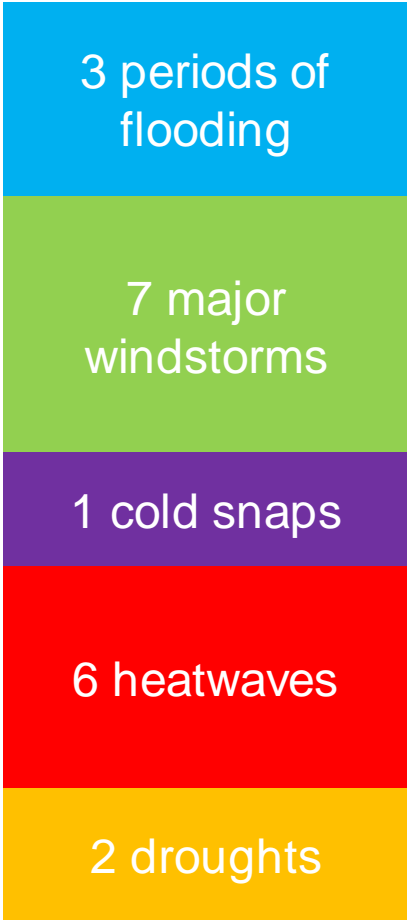 3 periods of
flooding
7 major
windstorms
1 cold snaps
6 heatwaves
2 droughts